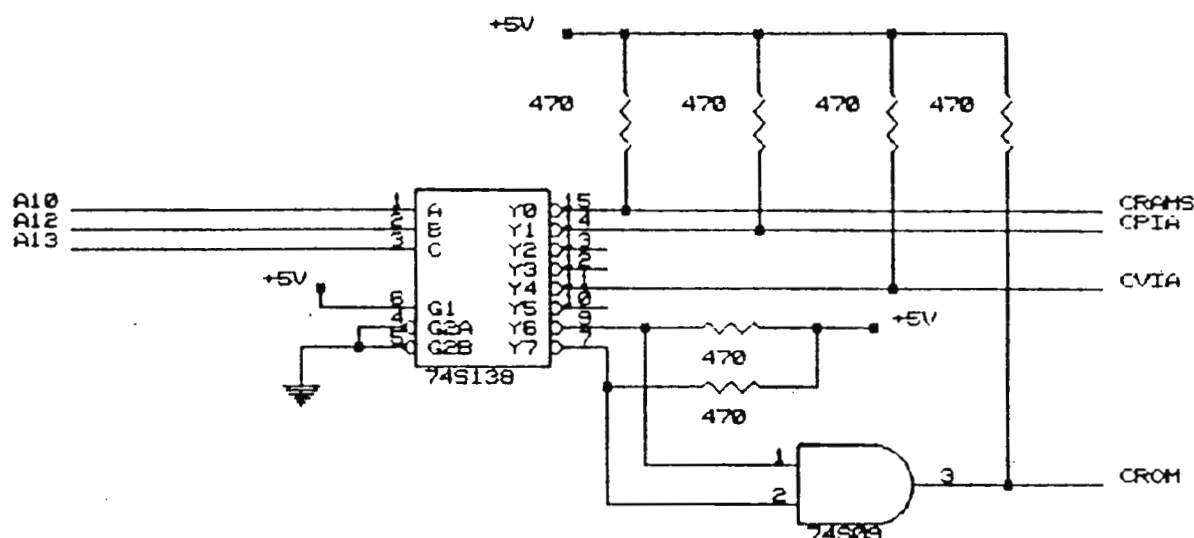 +5V
470
470
470
470
A10
A12
A13
1
2
3
A
B
C
Y0
Y1
Y2
Y3
Y4
Y5
Y6
Y7
15
14
13
12
11
10
9
7
CRAMS
CPIA
CVIA
+5V
6
4
5
G1
G2A
G2B
74S138
+5V
470
470
1
2
3
CROM
74S09